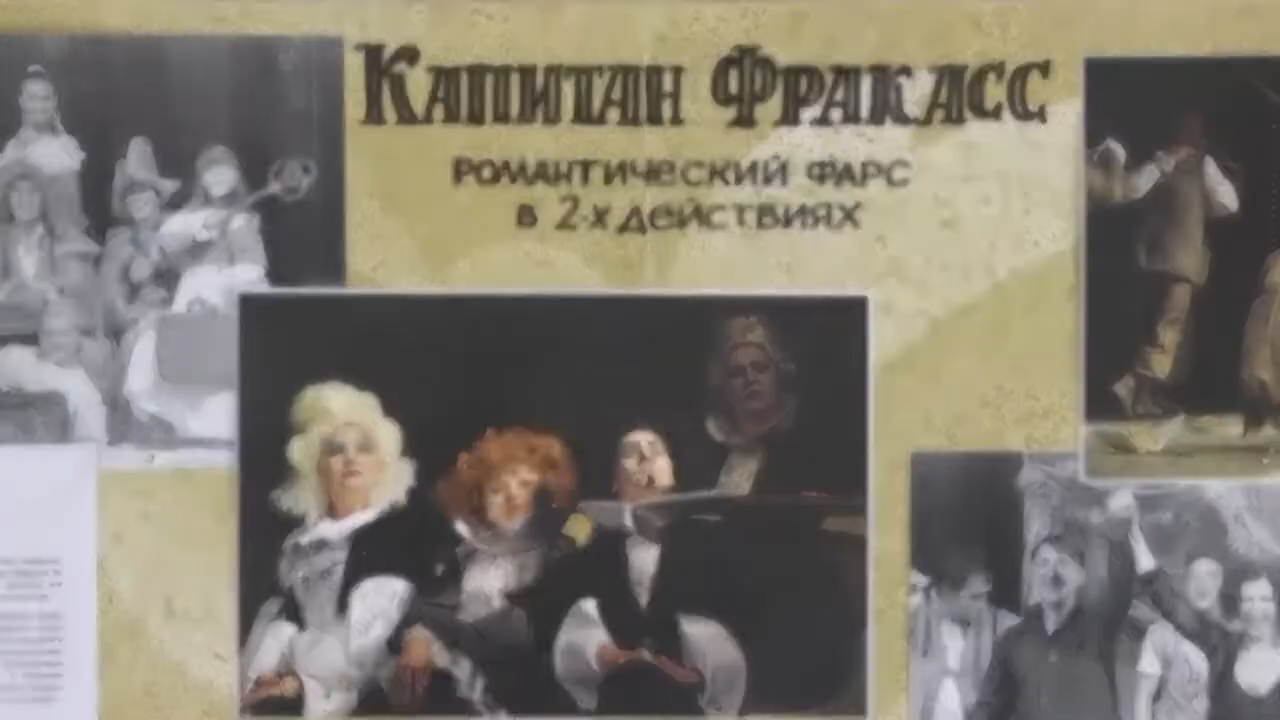 Капитан Фракасс
романтический фарс
в 2-х действиях